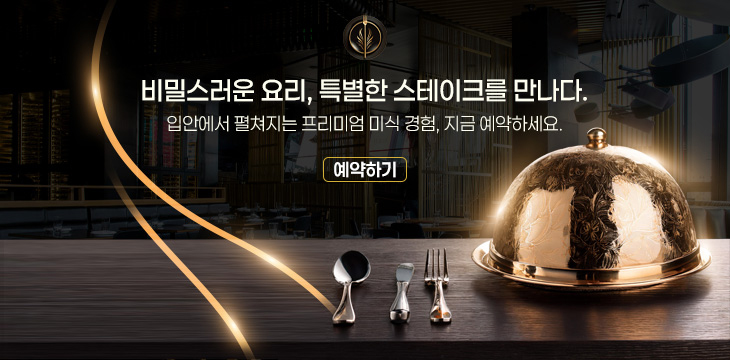 비밀스러운 요리, 특별한 스테이크를 만나다.
입안에서 펼쳐지는 프리미엄 미식 경험, 지금 예약하세요.
예약하기